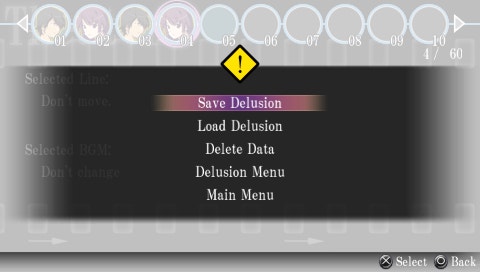 01 02 03 04 05 06 07 08 09 10
4 / 60
!
Selected Line:
Don't move.
Selected BGM:
Don't change
Save Delusion
Load Delusion
Delete Data
Delusion Menu
Main Menu
Select Back